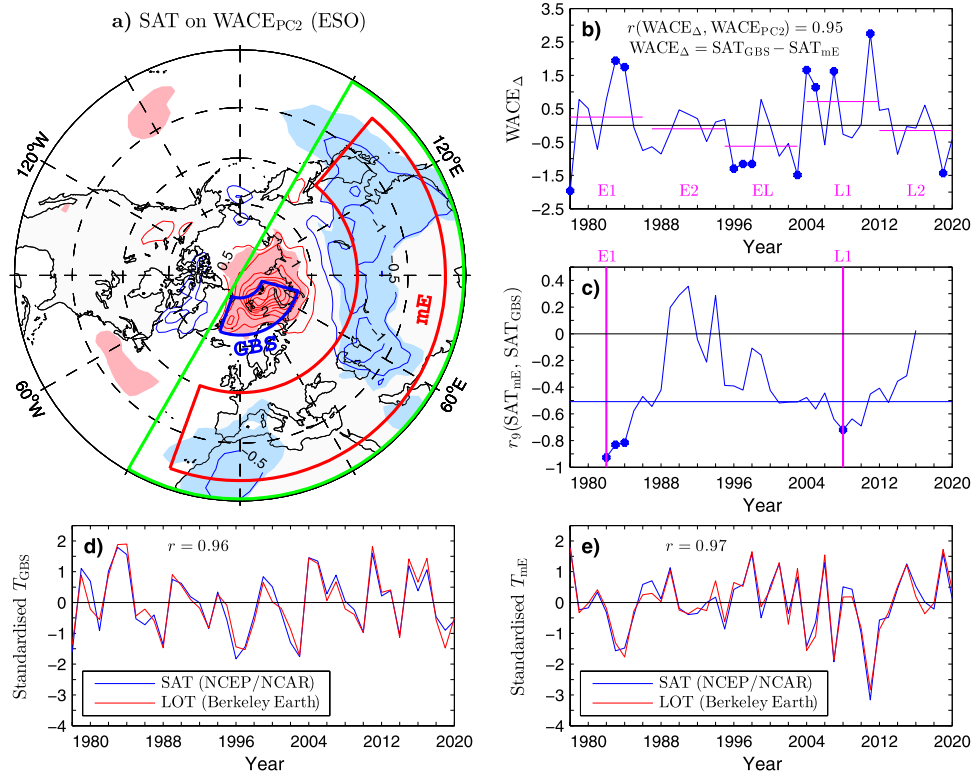 a) SAT on WACE_PC2 (ESO)
120°W
120°E
60°W
60°E
0.5
1
2
-0.5
-0.5
mE
GBS
b)
r(WACE_Δ, WACE_PC2) = 0.95
WACE_Δ = SAT_GBS − SAT_mE
WACE_Δ
3.5
2.5
1.5
0.5
-0.5
-1.5
-2.5
E1
E2
EL
L1
L2
1980
1988
1996
2004
2012
2020
Year
E1
L1
c)
r_9(SAT_mE, SAT_GBS)
0.4
0.2
0
−0.2
−0.4
−0.6
−0.8
−1
1980
1988
1996
2004
2012
2020
Year
d)
r = 0.96
Standardised T_GBS
2
1
0
−1
−2
−3
−4
SAT (NCEP/NCAR)
LOT (Berkeley Earth)
1980
1988
1996
2004
2012
2020
Year
e)
r = 0.97
Standardised T_mE
2
1
0
−1
−2
−3
−4
SAT (NCEP/NCAR)
LOT (Berkeley Earth)
1980
1988
1996
2004
2012
2020
Year